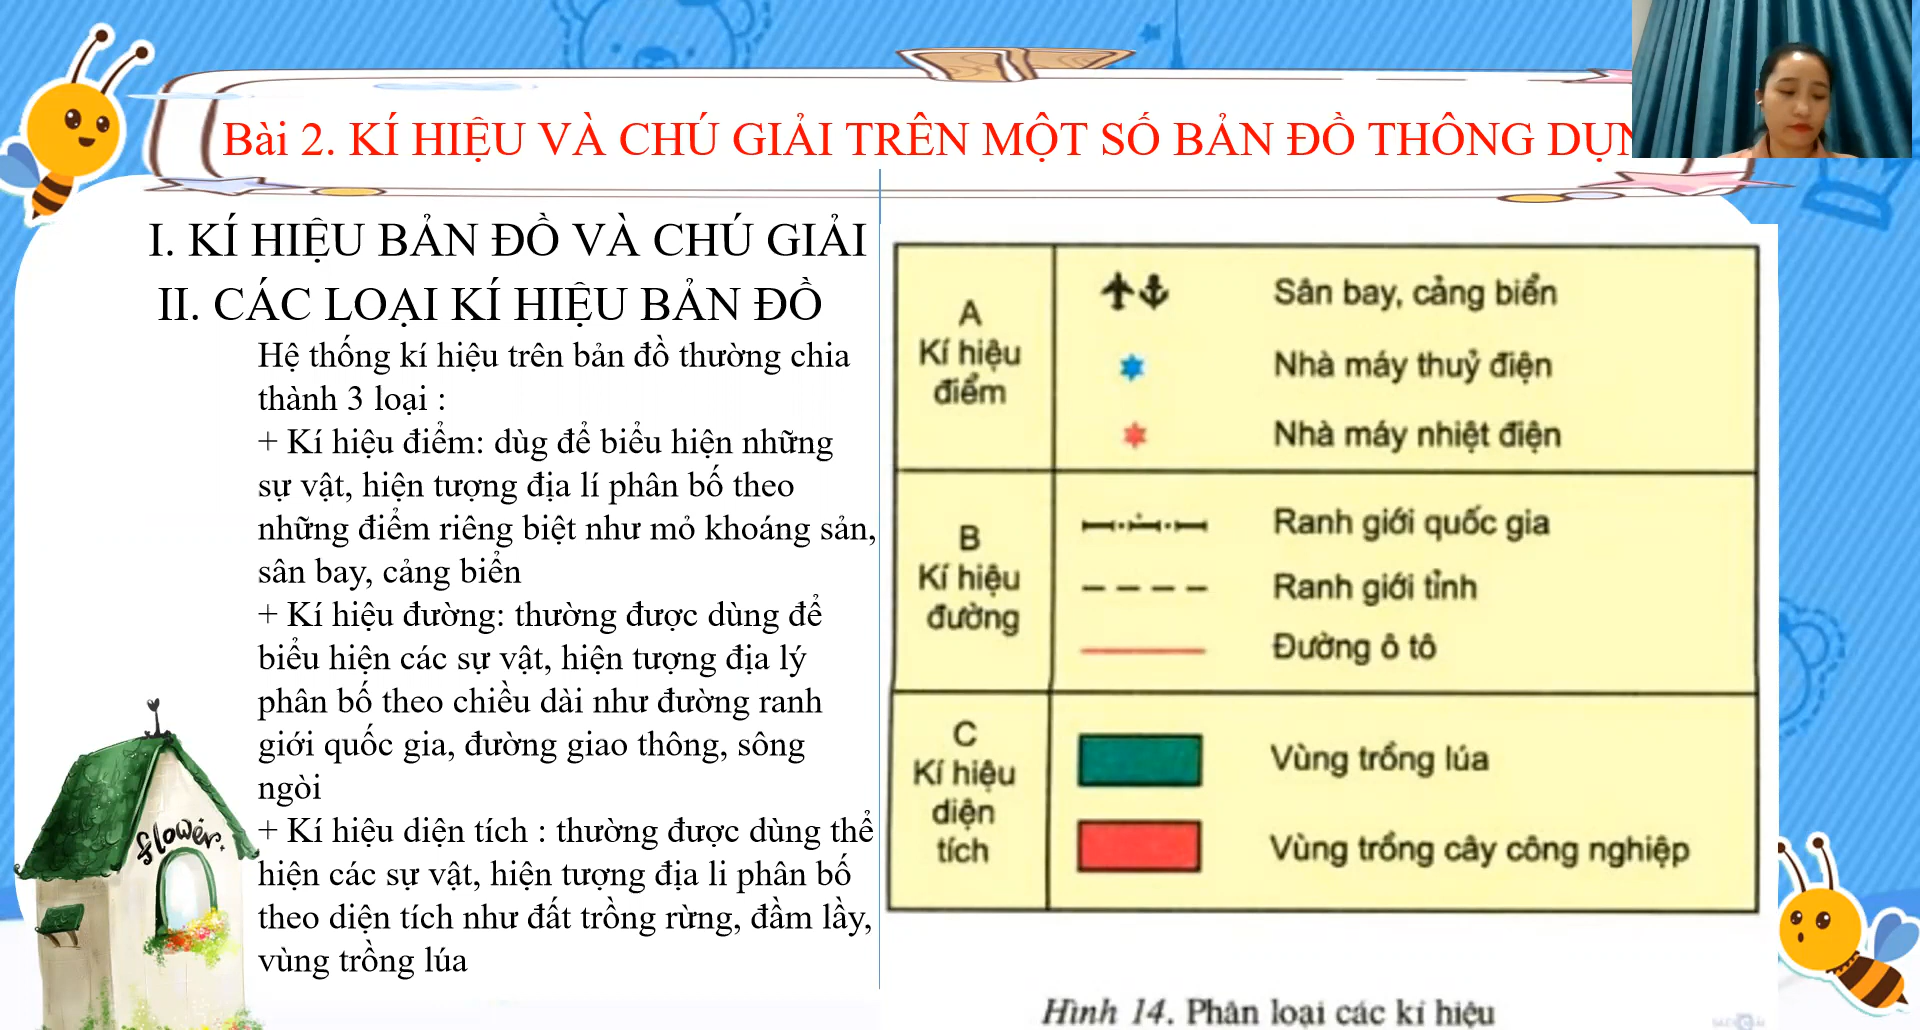 Bài 2. KÍ HIỆU VÀ CHÚ GIẢI TRÊN MỘT SỐ BẢN ĐỒ THÔNG DỤN
I. KÍ HIỆU BẢN ĐỒ VÀ CHÚ GIẢI
II. CÁC LOẠI KÍ HIỆU BẢN ĐỒ
Hệ thống kí hiệu trên bản đồ thường chia
thành 3 loại :
+ Kí hiệu điểm: dùg để biểu hiện những
sự vật, hiện tượng địa lí phân bố theo
những điểm riêng biệt như mỏ khoáng sản,
sân bay, cảng biển
+ Kí hiệu đường: thường được dùng để
biểu hiện các sự vật, hiện tượng địa lý
phân bố theo chiều dài như đường ranh
giới quốc gia, đường giao thông, sông
ngòi
+ Kí hiệu diện tích : thường được dùng thể
hiện các sự vật, hiện tượng địa li phân bố
theo diện tích như đất trồng rừng, đầm lầy,
vùng trồng lúa
A
Kí hiệu
điểm
Sân bay, cảng biển
Nhà máy thuỷ điện
Nhà máy nhiệt điện
B
Kí hiệu
đường
Ranh giới quốc gia
Ranh giới tỉnh
Đường ô tô
C
Kí hiệu
diện
tích
Vùng trồng lúa
Vùng trồng cây công nghiệp
Hình 14. Phân loại các kí hiệu
flower